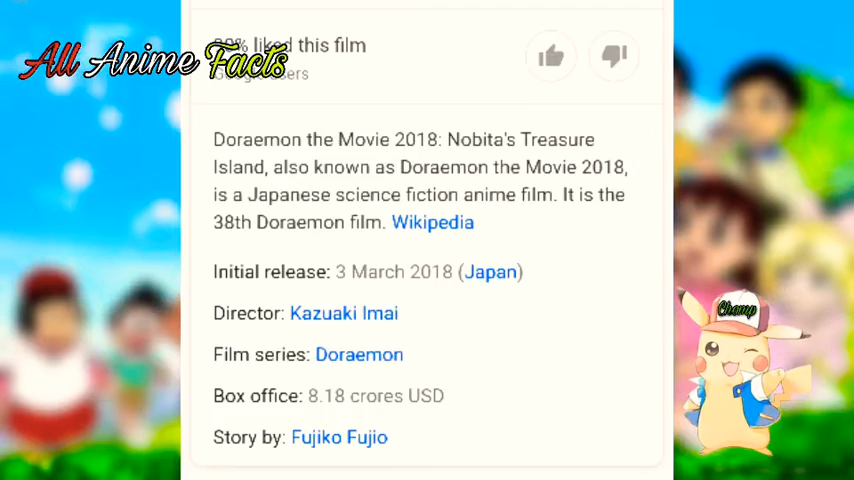 liked this film
All Anime Facts
Doraemon the Movie 2018: Nobita's Treasure
Island, also known as Doraemon the Movie 2018,
is a Japanese science fiction anime film. It is the
38th Doraemon film. Wikipedia
Initial release: 3 March 2018 (Japan)
Director: Kazuaki Imai
Film series: Doraemon
Box office: 8.18 crores USD
Story by: Fujiko Fujio
Chomp